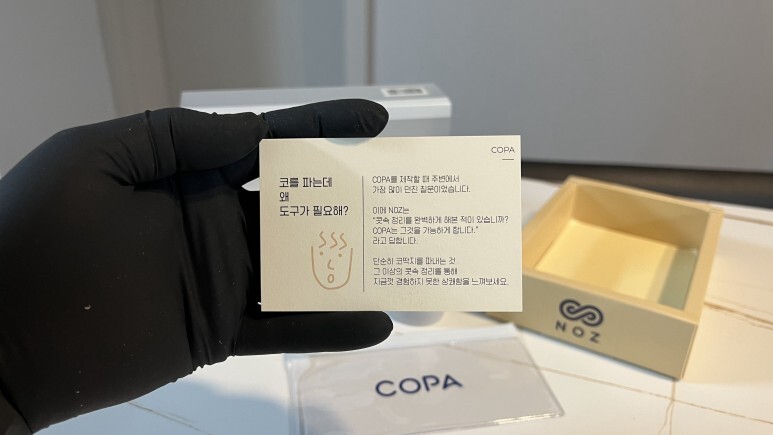 COPA
코를 파는데
왜
도구가 필요해?
COPA를 제작할 때 주변에서
가장 많이 던진 질문이었습니다.
이에 NOZ는
"콧속 정리를 완벽하게 해본 적이 있습니까?
COPA는 그것을 가능하게 합니다."
라고 답합니다.
단순히 코딱지를 파내는 것
그 이상의 콧속 정리를 통해
지금껏 경험하지 못한 상쾌함을 느껴보세요.
NOZ
COPA